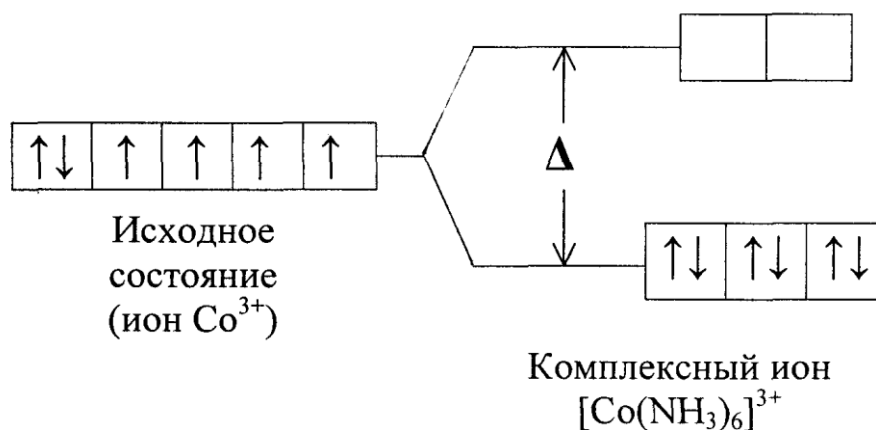 ↑↓ ↑ ↑ ↑ ↑
Δ
↑↓ ↑↓ ↑↓
Исходное
состояние
(ион Co³⁺)
Комплексный ион
[Co(NH₃)₆]³⁺